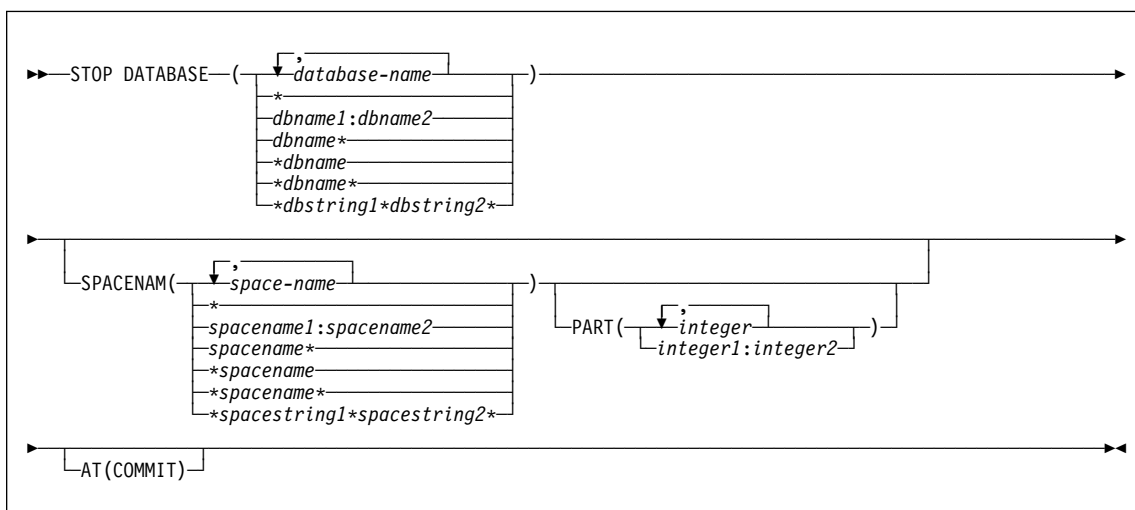 ,
STOP DATABASE ( database-name )
*
dbname1:dbname2
dbname*
*dbname
*dbname*
*dbstring1*dbstring2*
,
SPACENAM( space-name )
*
spacename1:spacename2
spacename*
*spacename
*spacename*
*spacestring1*spacestring2*
,
PART( integer )
integer1:integer2
AT(COMMIT)